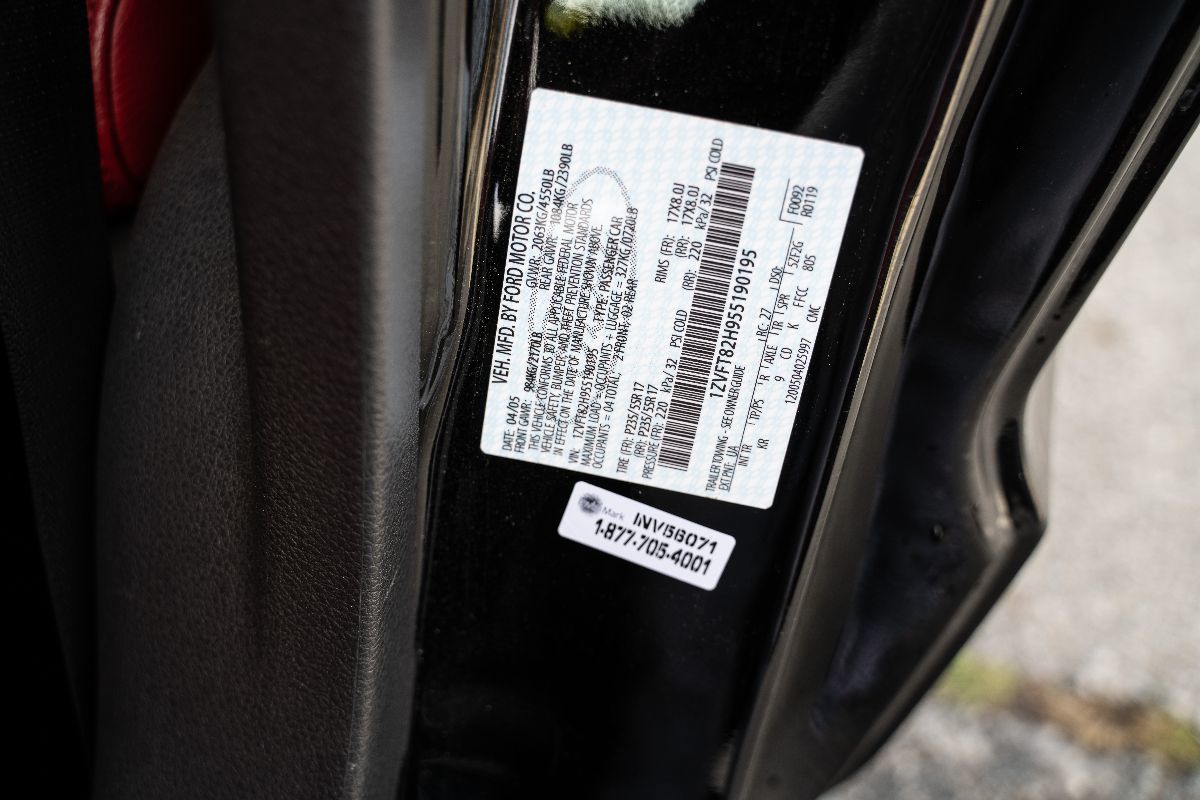 VEH. MFD. BY FORD MOTOR CO.
DATE: 04/05 GVWR: 2063KG/4550LB
FRONT GAWR: 984KG/2170LB REAR GAWR: 1084KG/2390LB
THIS VEHICLE CONFORMS TO ALL APPLICABLE FEDERAL MOTOR
VEHICLE SAFETY, BUMPER, AND THEFT PREVENTION STANDARDS
IN EFFECT ON THE DATE OF MANUFACTURE SHOWN ABOVE
VIN: 1ZVFT82H955190195 TYPE: PASSENGER CAR
MAXIMUM LOAD = OCCUPANTS + LUGGAGE = 327KG/0720LB
OCCUPANTS = 04 TOTAL 2 FRONT, 02 REAR
TIRE (FR): P235/55R17 RIMS (FR): 17X8.0J
(RR): P235/55R17 (RR): 17X8.0J
PRESSURE (FR): 220 kPa/ 32 PSI COLD (RR): 220 kPa/ 32 PSI COLD
1ZVFT82H955190195
TRAILER TOWING - SEE OWNER GUIDE
EXT PNT: UA RC: 27 DSO: F0092
INT TR TP/PS R AXLE TR SPR R0119
KR 9 CD K FFCC 5ZFZG
1200504023997 CNC 805
Mark INV56071
1-877-705-4001